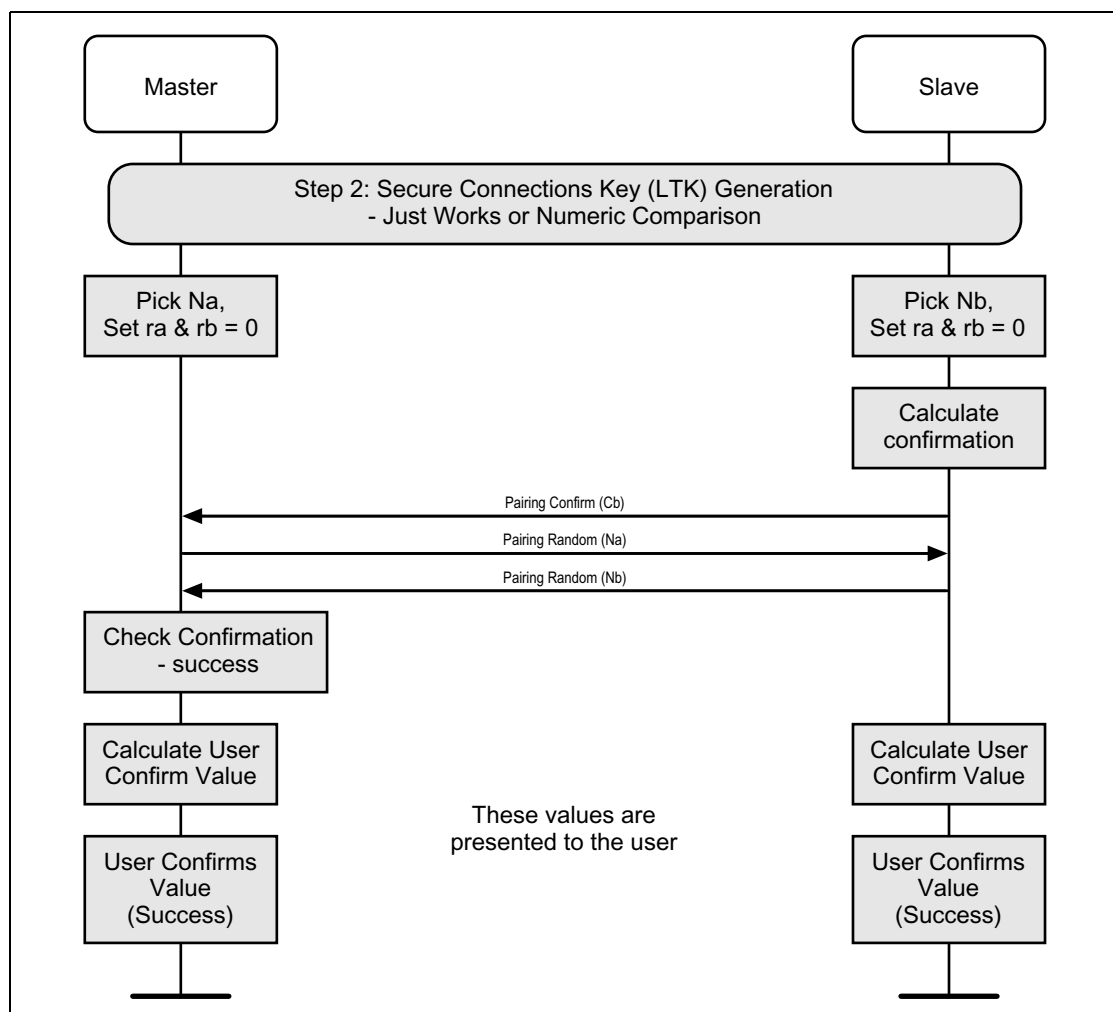 Master
Slave
Step 2: Secure Connections Key (LTK) Generation
- Just Works or Numeric Comparison
Pick Na,
Set ra & rb = 0
Pick Nb,
Set ra & rb = 0
Calculate
confirmation
Pairing Confirm (Cb)
Pairing Random (Na)
Pairing Random (Nb)
Check Confirmation
- success
Calculate User
Confirm Value
Calculate User
Confirm Value
These values are
presented to the user
User Confirms
Value
(Success)
User Confirms
Value
(Success)